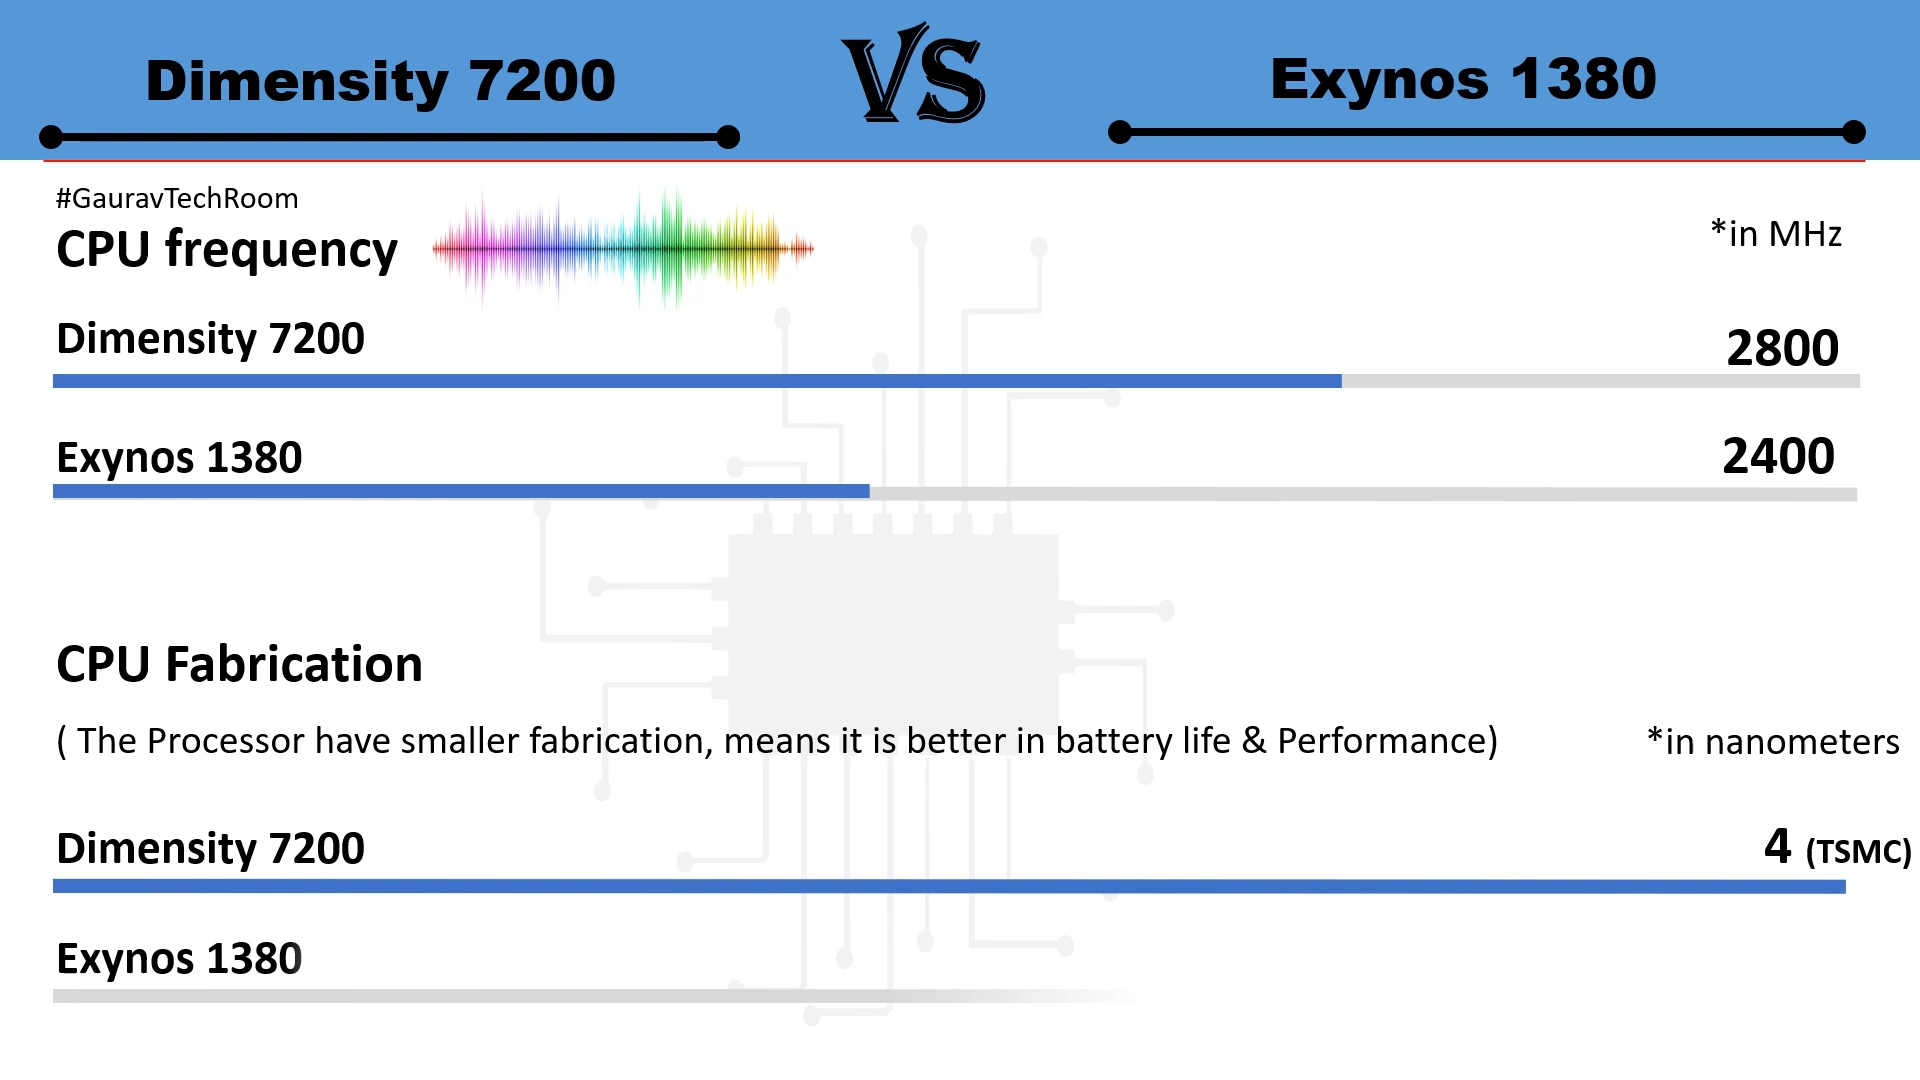 Dimensity 7200 VS Exynos 1380
#GauravTechRoom
CPU frequency *in MHz
Dimensity 7200 2800
Exynos 1380 2400
CPU Fabrication
( The Processor have smaller fabrication, means it is better in battery life & Performance) *in nanometers
Dimensity 7200 4 (TSMC)
Exynos 1380